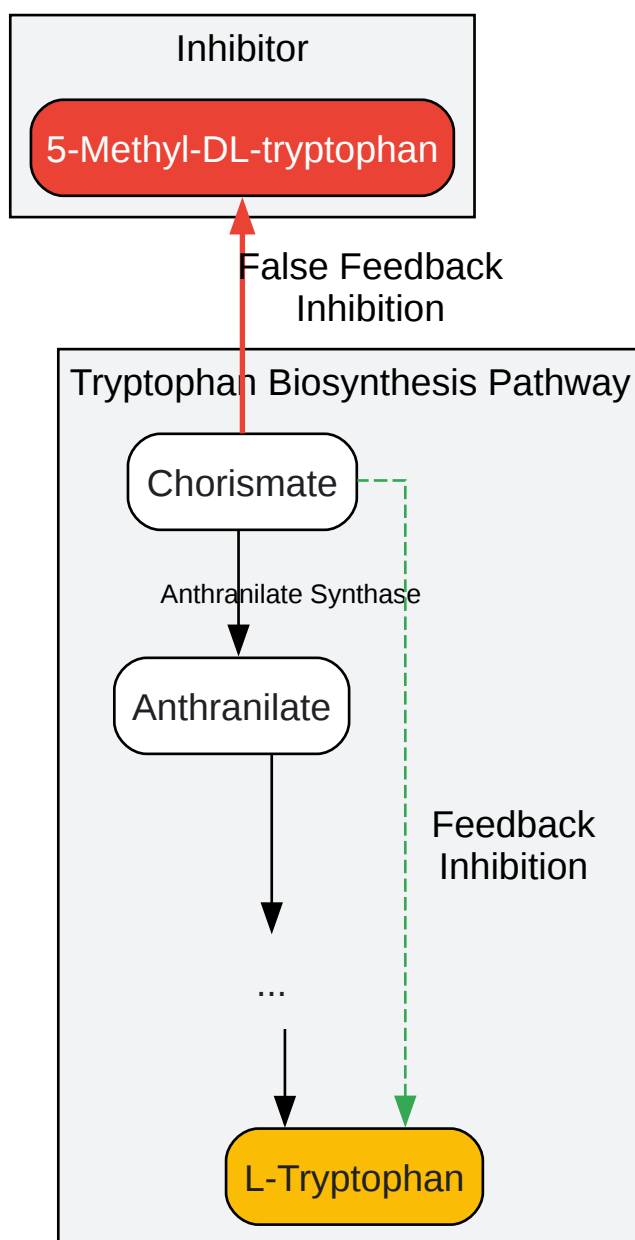 Inhibitor
5-Methyl-DL-tryptophan
False Feedback
Inhibition
Tryptophan Biosynthesis Pathway
Chorismate
Anthranilate Synthase
Anthranilate
Feedback
Inhibition
...
L-Tryptophan